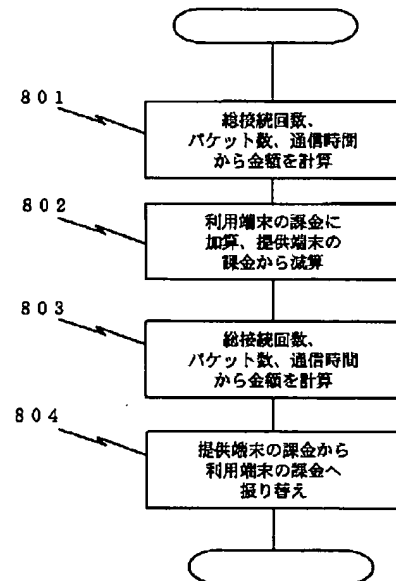 801
総接続回数、
パケット数、通信時間
から金額を計算
802
利用端末の課金に
加算、提供端末の
課金から減算
803
総接続回数、
パケット数、通信時間
から金額を計算
804
提供端末の課金から
利用端末の課金へ
振り替え